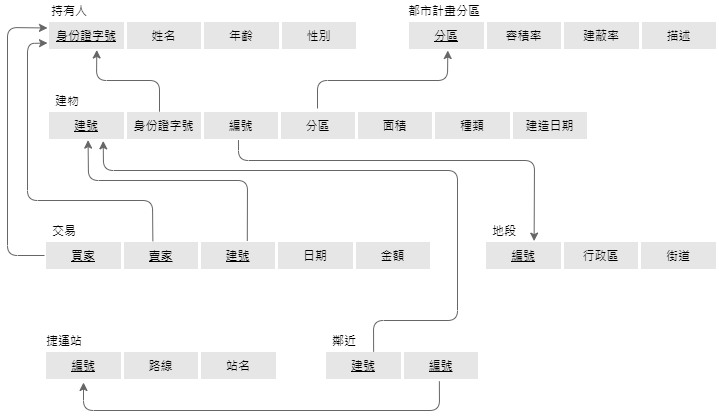 持有人
身份證字號 姓名 年齡 性別
都市計畫分區
分區 容積率 建蔽率 描述
建物
建號 身份證字號 編號 分區 面積 種類 建造日期
交易
買家 賣家 建號 日期 金額
地段
編號 行政區 街道
捷運站
編號 路線 站名
鄰近
建號 編號